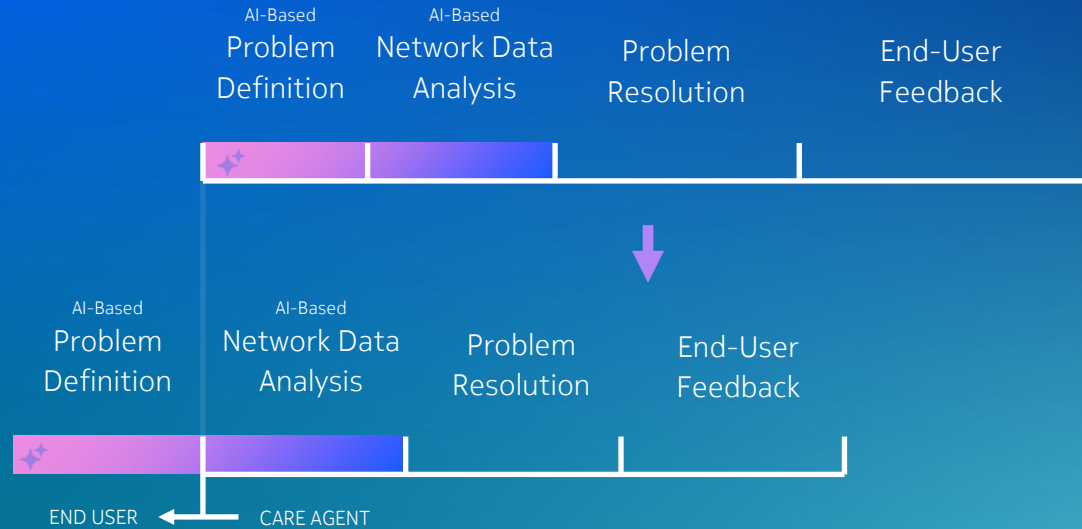 AI-Based
Problem
Definition
AI-Based
Network Data
Analysis
Problem
Resolution
End-User
Feedback
AI-Based
Problem
Definition
AI-Based
Network Data
Analysis
Problem
Resolution
End-User
Feedback
END USER
CARE AGENT